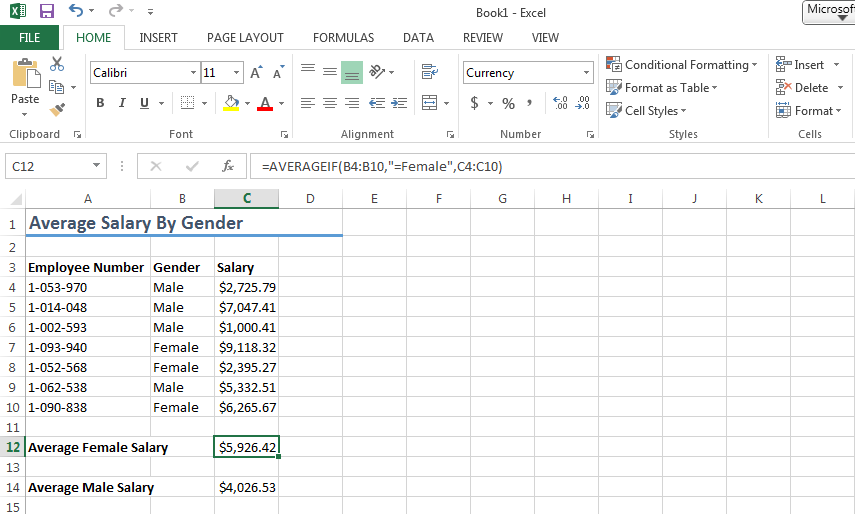 Book1 - Excel
Microsof
FILE HOME INSERT PAGE LAYOUT FORMULAS DATA REVIEW VIEW
Paste
Calibri 11
B I U A
Currency
$ % ,
Conditional Formatting
Format as Table
Cell Styles
Insert
Delete
Format
Clipboard Font Alignment Number Styles Cells
C12 fx =AVERAGEIF(B4:B10,"=Female",C4:C10)
A B C D E F G H I J K L
1 Average Salary By Gender
2
3 Employee Number Gender Salary
4 1-053-970 Male $2,725.79
5 1-014-048 Male $7,047.41
6 1-002-593 Male $1,000.41
7 1-093-940 Female $9,118.32
8 1-052-568 Female $2,395.27
9 1-062-538 Male $5,332.51
10 1-090-838 Female $6,265.67
11
12 Average Female Salary $5,926.42
13
14 Average Male Salary $4,026.53
15